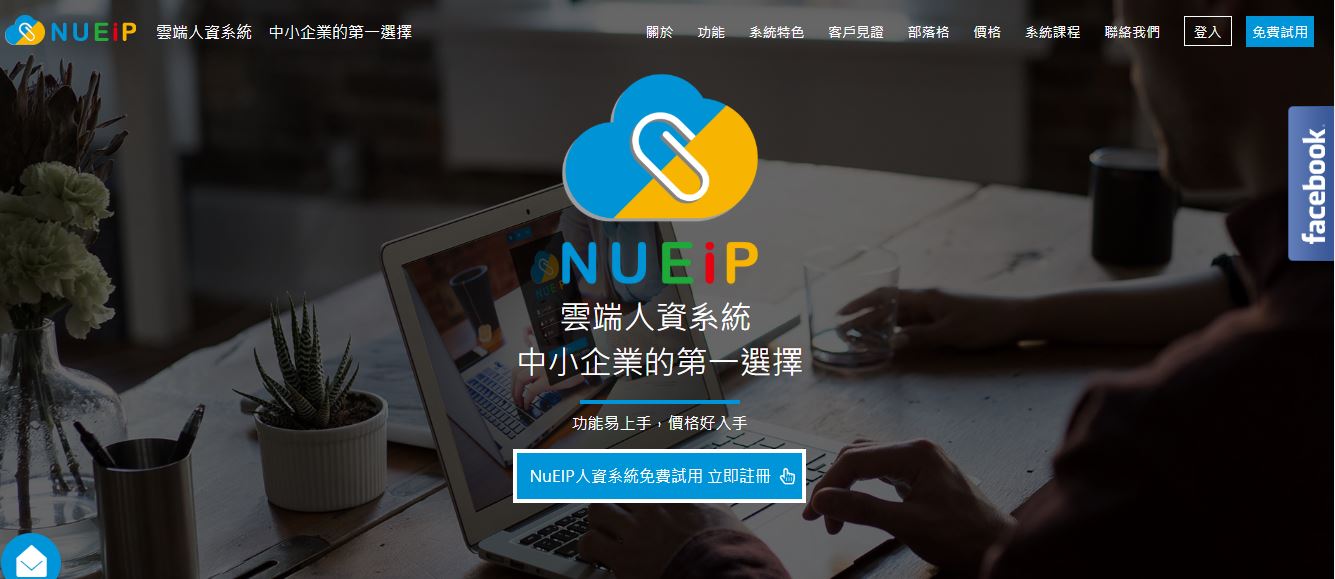 NUEiP
雲端人資系統 中小企業的第一選擇
關於 功能 系統特色 客戶見證 部落格 價格 系統課程 聯絡我們 登入 免費試用
facebook
NUEiP
雲端人資系統
中小企業的第一選擇
功能易上手，價格好入手
NuEIP人資系統免費試用 立即註冊